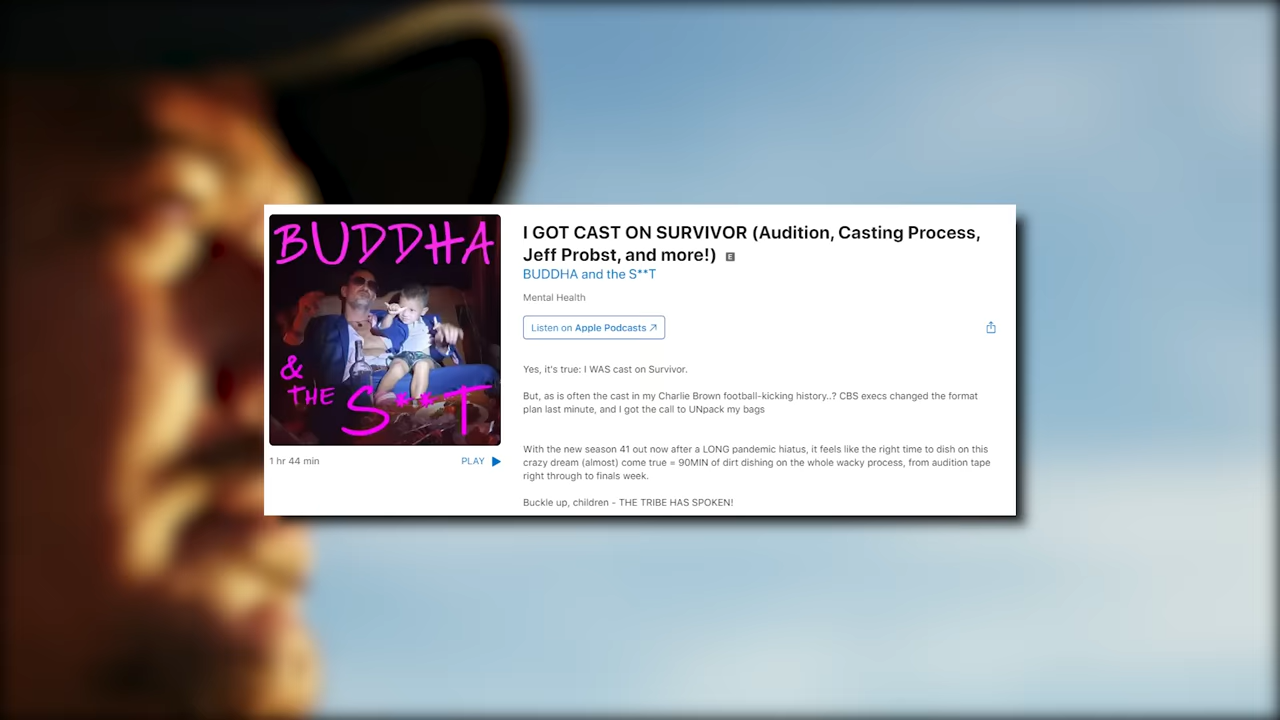 BUDDHA
&
THE
S**T
1 hr 44 min
PLAY
I GOT CAST ON SURVIVOR (Audition, Casting Process,
Jeff Probst, and more!) E
BUDDHA and the S**T
Mental Health
Listen on Apple Podcasts
Yes, it's true: I WAS cast on Survivor.
But, as is often the cast in my Charlie Brown football-kicking history..? CBS execs changed the format
plan last minute, and I got the call to UNpack my bags
With the new season 41 out now after a LONG pandemic hiatus, it feels like the right time to dish on this
crazy dream (almost) come true = 90MIN of dirt dishing on the whole wacky process, from audition tape
right through to finals week.
Buckle up, children - THE TRIBE HAS SPOKEN!